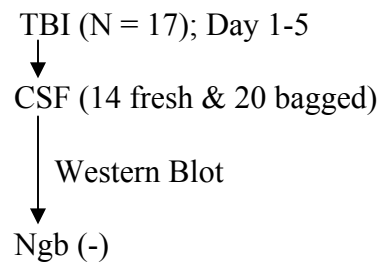 TBI (N = 17); Day 1-5
CSF (14 fresh & 20 bagged)
Western Blot
Ngb (-)